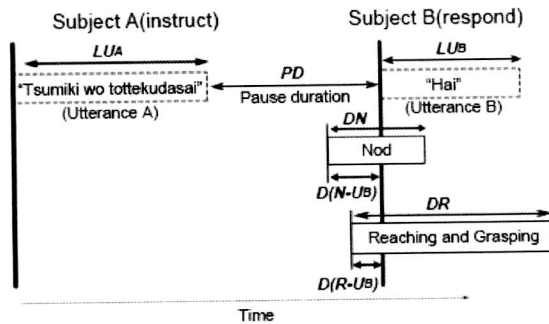 Subject A(instruct)
Subject B(respond)
LUA
LUB
"Tsumiki wo tottekudasai"
PD
"Hai"
(Utterance A)
Pause duration
(Utterance B)
DN
Nod
D(N-UB)
DR
Reaching and Grasping
D(R-UB)
Time